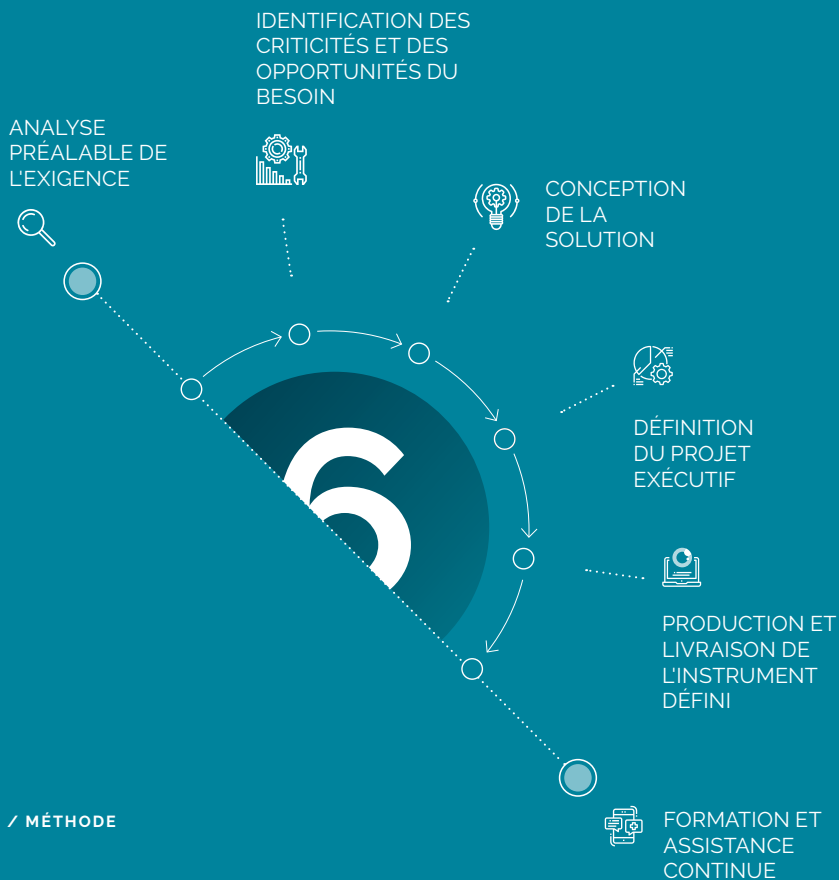 IDENTIFICATION DES
CRITICITÉS ET DES
OPPORTUNITÉS DU
BESOIN
ANALYSE
PRÉALABLE DE
L'EXIGENCE
CONCEPTION
DE LA
SOLUTION
DÉFINITION
DU PROJET
EXÉCUTIF
6
PRODUCTION ET
LIVRAISON DE
L'INSTRUMENT
DÉFINI
/ MÉTHODE
FORMATION ET
ASSISTANCE
CONTINUE